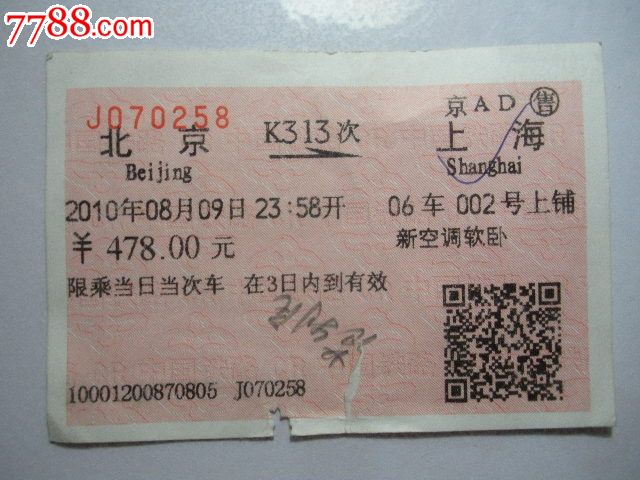 7788.com
京AD 售
J070258
北京 K313次 上海
Beijing Shanghai
2010年08月09日 23:58开 06车 002号上铺
¥ 478.00元 新空调软卧
限乘当日当次车 在3日内到有效
10001200870805 J070258